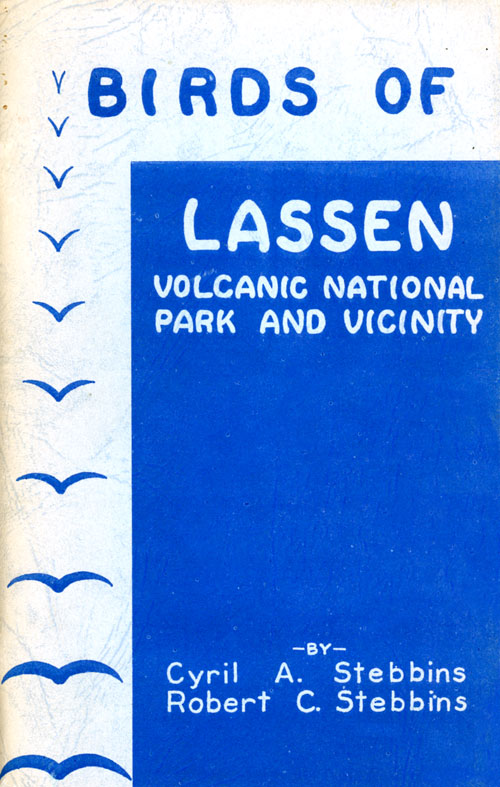 BIRDS OF
LASSEN
VOLCANIC NATIONAL
PARK AND VICINITY
—BY—
Cyril A. Stebbins
Robert C. Stebbins